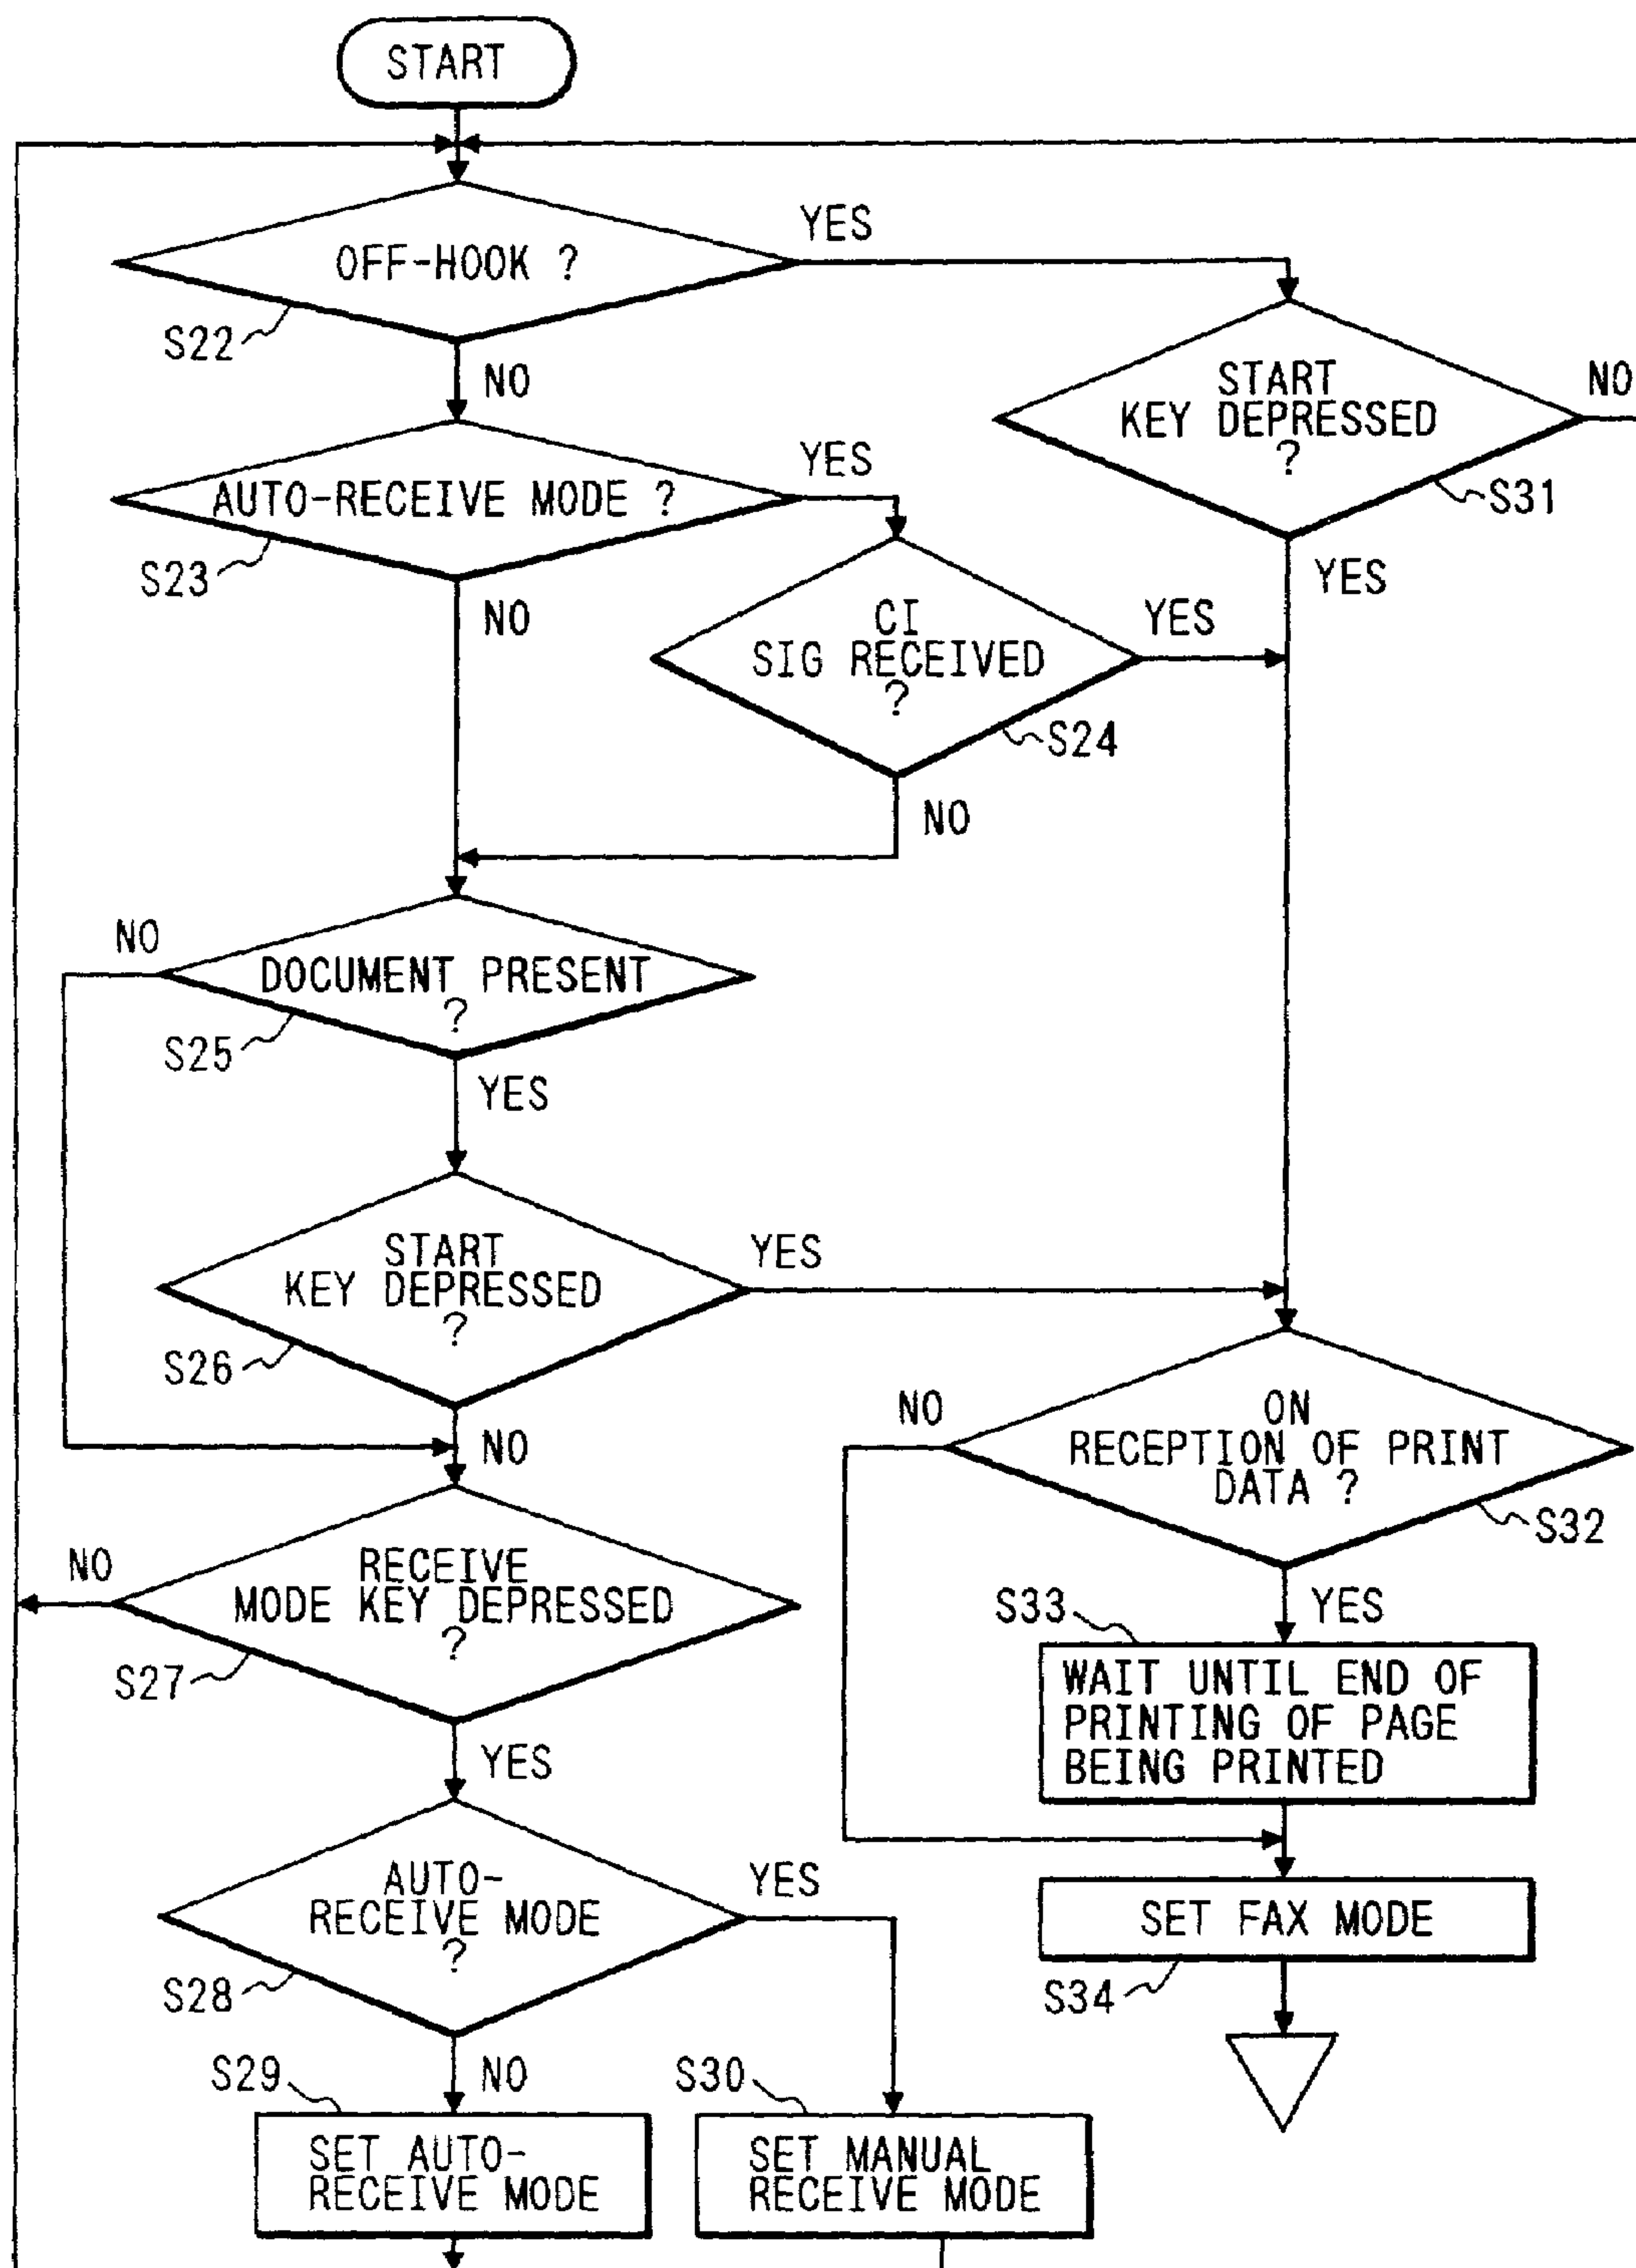 START
OFF-HOOK ?
YES
S22
NO
START
KEY DEPRESSED
?
NO
S31
YES
AUTO-RECEIVE MODE ?
YES
S23
NO
CI
SIG RECEIVED
?
YES
S24
NO
DOCUMENT PRESENT
?
NO
S25
YES
START
KEY DEPRESSED
?
YES
S26
NO
ON
RECEPTION OF PRINT
DATA ?
NO
S32
YES
RECEIVE
MODE KEY DEPRESSED
?
NO
S27
YES
S33
WAIT UNTIL END OF
PRINTING OF PAGE
BEING PRINTED
AUTO-
RECEIVE MODE
?
YES
S28
NO
SET FAX MODE
S34
S29
SET AUTO-
RECEIVE MODE
S30
SET MANUAL
RECEIVE MODE